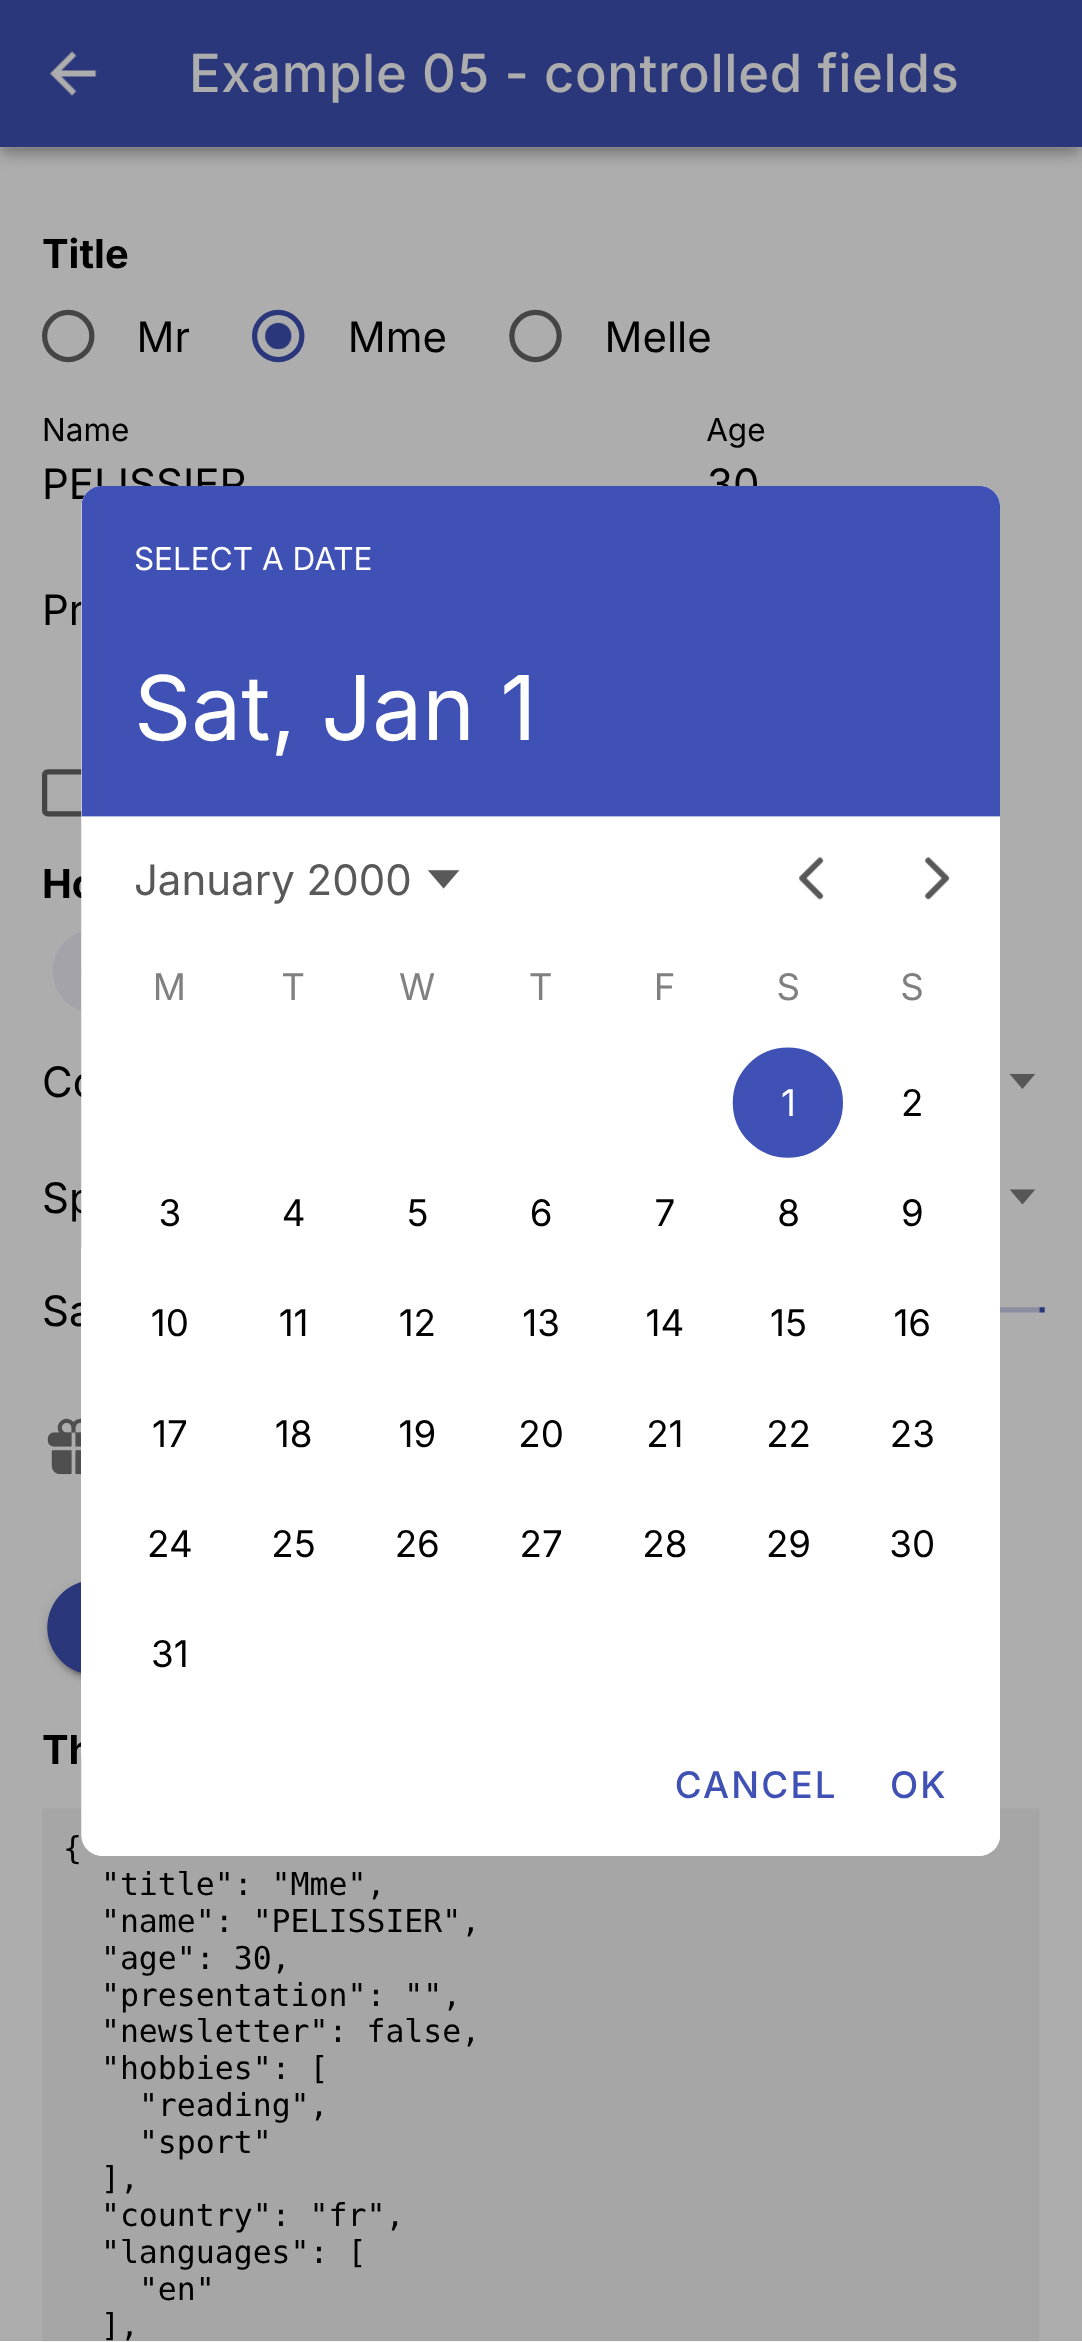 Example 05 - controlled fields
Title
Mr Mme Melle
Name Age
PELISSIER 30
SELECT A DATE
Sat, Jan 1
January 2000
M T W T F S S
1 2
3 4 5 6 7 8 9
10 11 12 13 14 15 16
17 18 19 20 21 22 23
24 25 26 27 28 29 30
31
CANCEL OK
{
"title": "Mme",
"name": "PELISSIER",
"age": 30,
"presentation": "",
"newsletter": false,
"hobbies": [
"reading",
"sport"
],
"country": "fr",
"languages": [
"en"
],